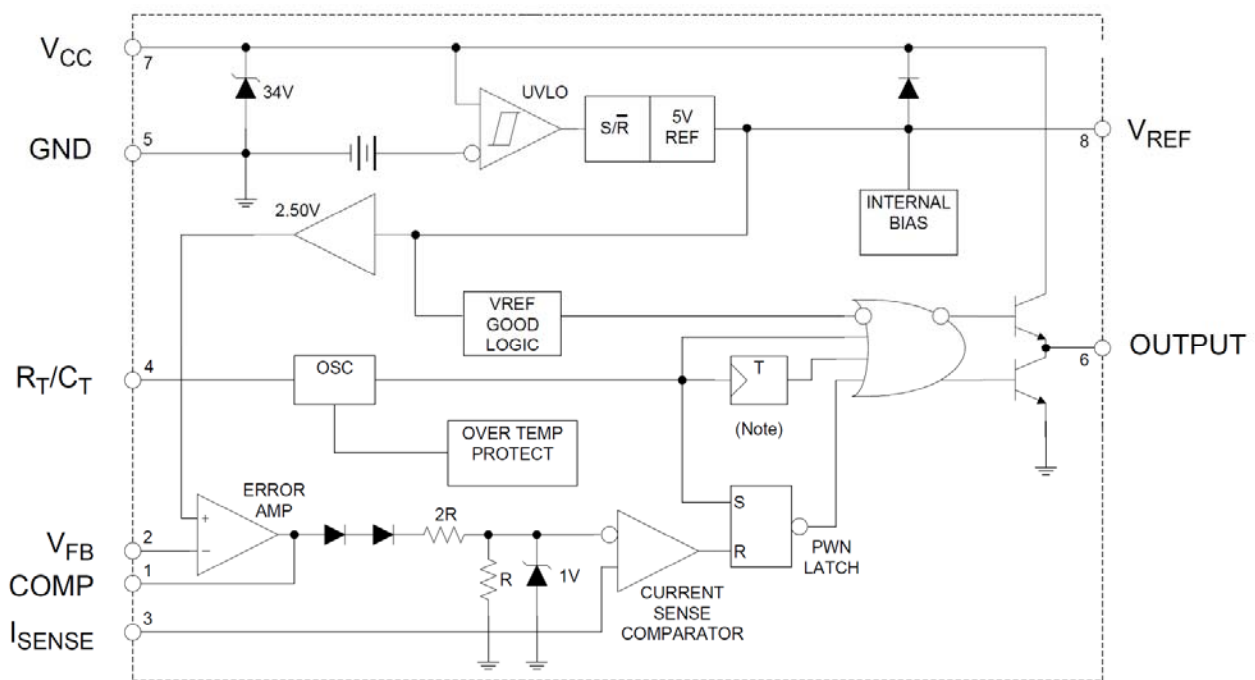 VCC
7
34V
UVLO
S/R̅
5V
REF
GND
5
8
VREF
2.50V
INTERNAL
BIAS
VREF
GOOD
LOGIC
6
OUTPUT
RT/CT
4
OSC
T
(Note)
OVER TEMP
PROTECT
ERROR
AMP
+
−
VFB
2
COMP
1
2R
R
1V
S
R
PWN
LATCH
CURRENT
SENSE
COMPARATOR
ISENSE
3